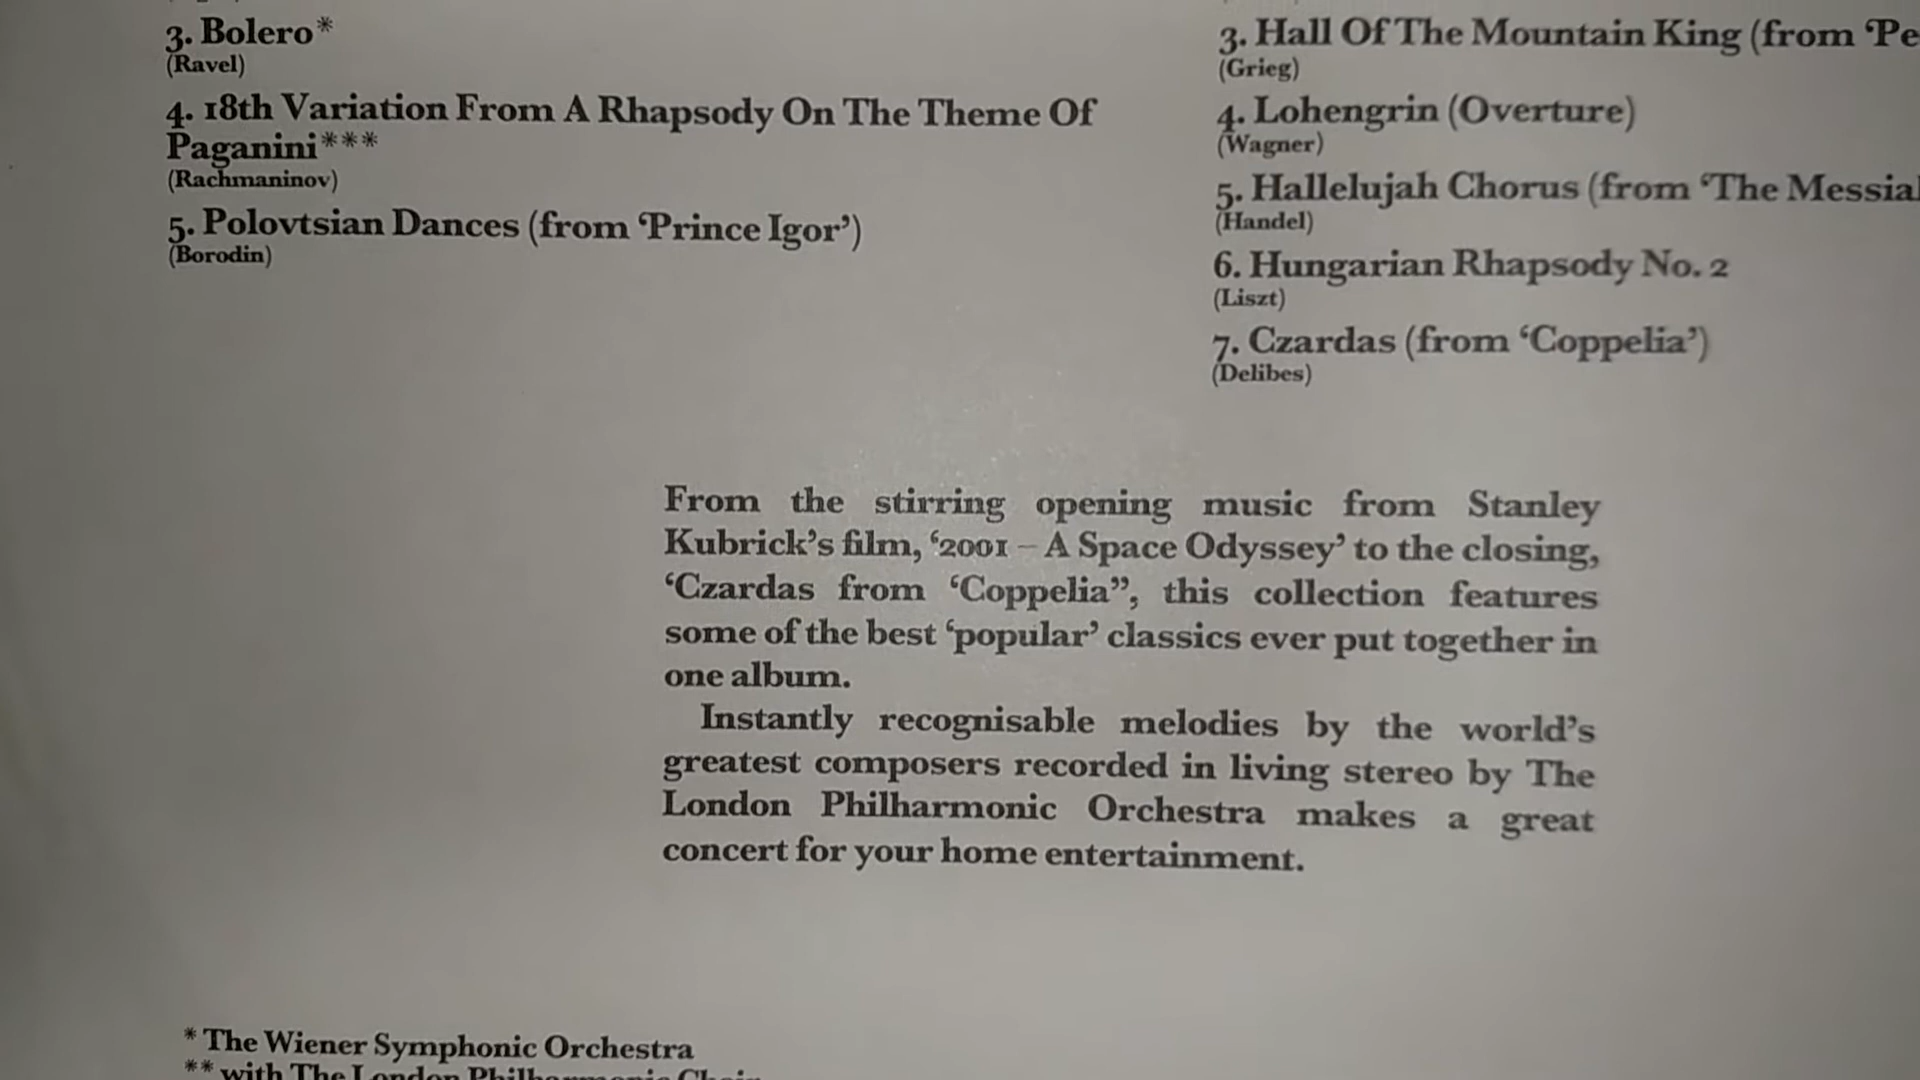 3. Bolero*
(Ravel)
4. 18th Variation From A Rhapsody On The Theme Of
Paganini***
(Rachmaninov)
5. Polovtsian Dances (from ‘Prince Igor’)
(Borodin)
3. Hall Of The Mountain King (from ‘Pe
(Grieg)
4. Lohengrin (Overture)
(Wagner)
5. Hallelujah Chorus (from ‘The Messia
(Handel)
6. Hungarian Rhapsody No. 2
(Liszt)
7. Czardas (from ‘Coppelia’)
(Delibes)
From the stirring opening music from Stanley
Kubrick’s film, ‘2001 – A Space Odyssey’ to the closing,
‘Czardas from ‘Coppelia’’, this collection features
some of the best ‘popular’ classics ever put together in
one album.
Instantly recognisable melodies by the world’s
greatest composers recorded in living stereo by The
London Philharmonic Orchestra makes a great
concert for your home entertainment.
* The Wiener Symphonic Orchestra
** with The London Philharmonic Choir